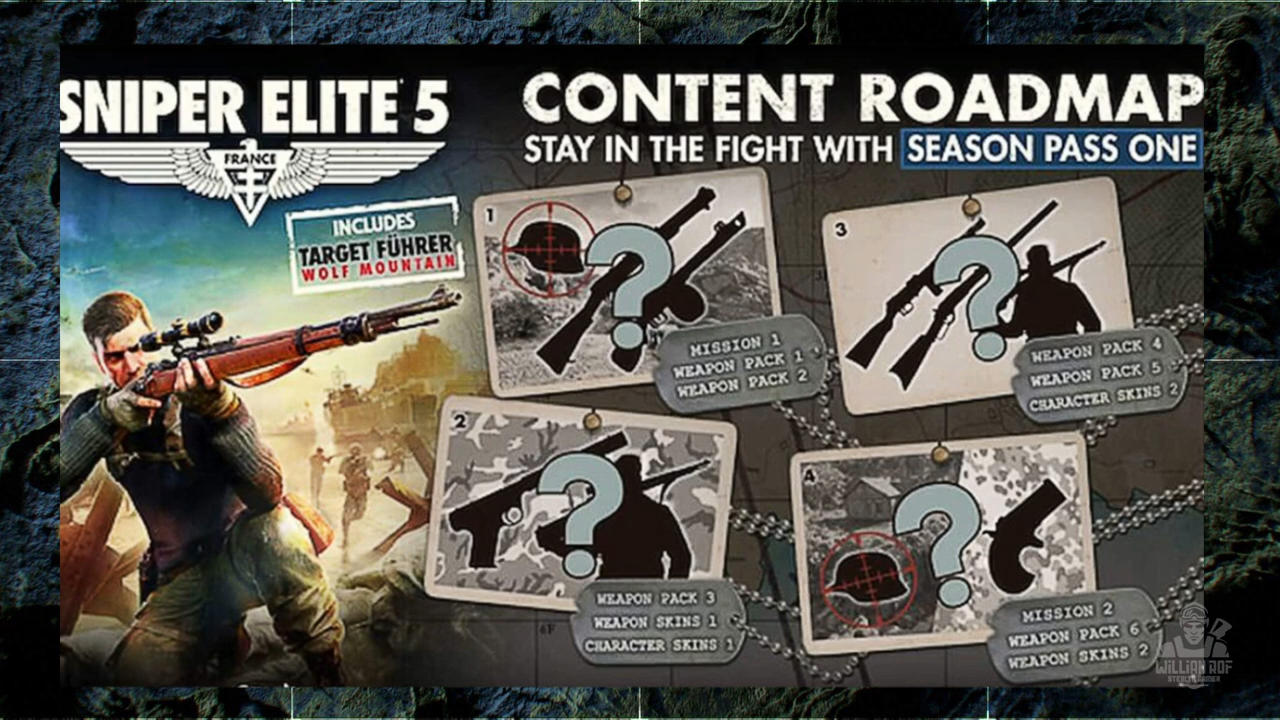 SNIPER ELITE 5
FRANCE
CONTENT ROADMAP
STAY IN THE FIGHT WITH SEASON PASS ONE
INCLUDES
TARGET FÜHRER
WOLF MOUNTAIN
1
MISSION 1
WEAPON PACK 1
WEAPON PACK 2
2
WEAPON PACK 3
WEAPON SKINS 1
CHARACTER SKINS 1
3
WEAPON PACK 4
WEAPON PACK 5
CHARACTER SKINS 2
4
MISSION 2
WEAPON PACK 6
WEAPON SKINS 2
?
?
?
?
WILLIAN ROF